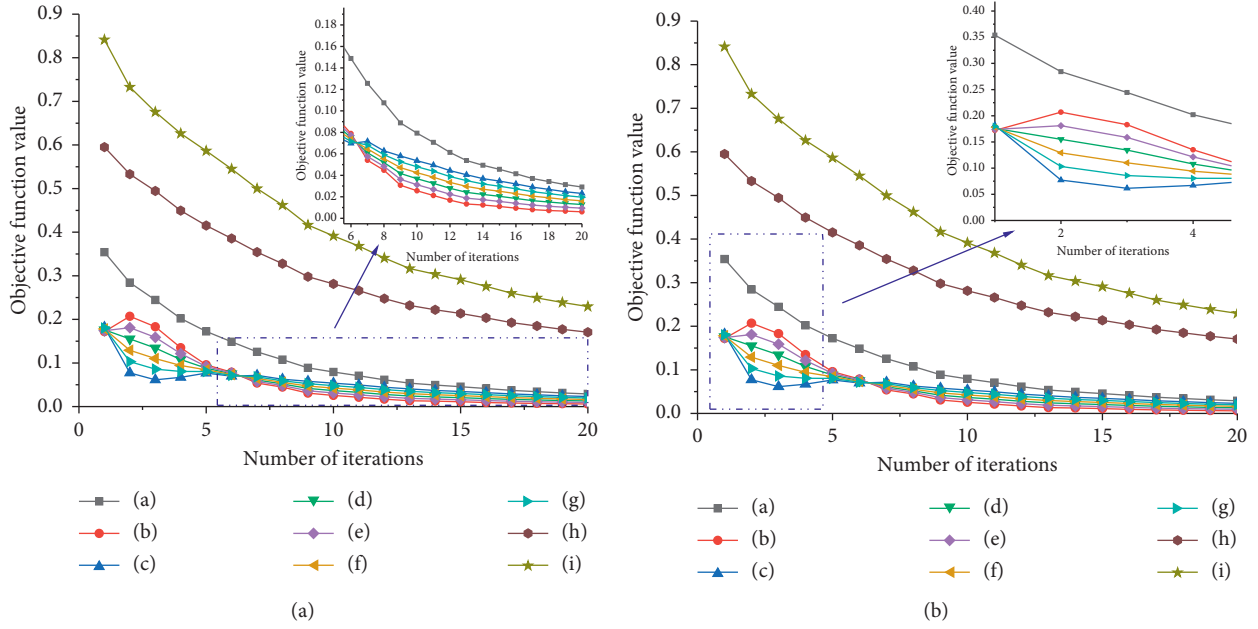 0.9
0.8
0.7
0.6
0.5
0.4
0.3
0.2
0.1
0.0
Objective function value
0 5 10 15 20
Number of iterations
0.18
0.16
0.14
0.12
0.10
0.08
0.06
0.04
0.02
0.00
Objective function value
6 8 10 12 14 16 18 20
Number of iterations
(a) (d) (g)
(b) (e) (h)
(c) (f) (i)
(a)
0.9
0.8
0.7
0.6
0.5
0.4
0.3
0.2
0.1
0.0
Objective function value
0 5 10 15 20
Number of iterations
0.40
0.35
0.30
0.25
0.20
0.15
0.10
0.05
0.00
Objective function value
2 4
Number of iterations
(a) (d) (g)
(b) (e) (h)
(c) (f) (i)
(b)